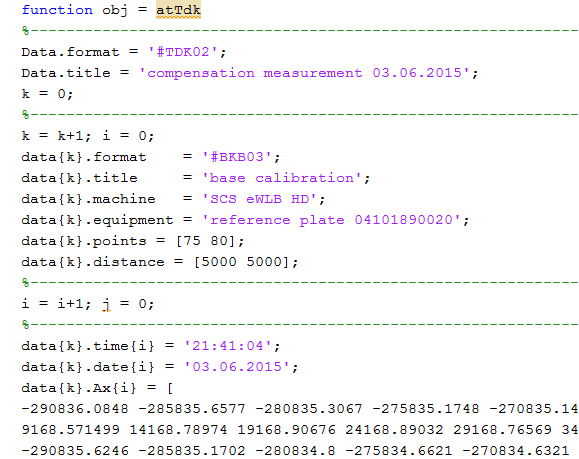 function obj = atTdk
%--------------------------------------------------------------
Data.format = '#TDK02';
Data.title = 'compensation measurement 03.06.2015';
k = 0;
%--------------------------------------------------------------
k = k+1; i = 0;
data{k}.format    = '#BKB03';
data{k}.title     = 'base calibration';
data{k}.machine   = 'SCS eWLB HD';
data{k}.equipment = 'reference plate 04101890020';
data{k}.points = [75 80];
data{k}.distance = [5000 5000];
%--------------------------------------------------------------
i = i+1; j = 0;
%--------------------------------------------------------------
data{k}.time{i} = '21:41:04';
data{k}.date{i} = '03.06.2015';
data{k}.Ax{i} = [
-290836.0848 -285835.6577 -280835.3067 -275835.1748 -270835.14
9168.571499 14168.78974 19168.90676 24168.89032 29168.76569 34
-290835.6246 -285835.1702 -280834.8 -275834.6621 -270834.6321